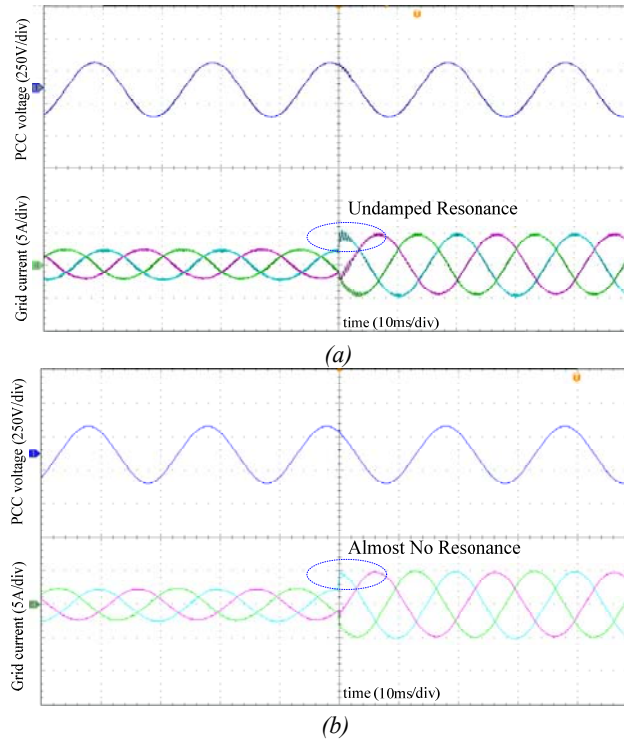 PCC voltage (250V/div)
Grid current (5A/div)
Undamped Resonance
time (10ms/div)
(a)
PCC voltage (250V/div)
Grid current (5A/div)
Almost No Resonance
time (10ms/div)
(b)